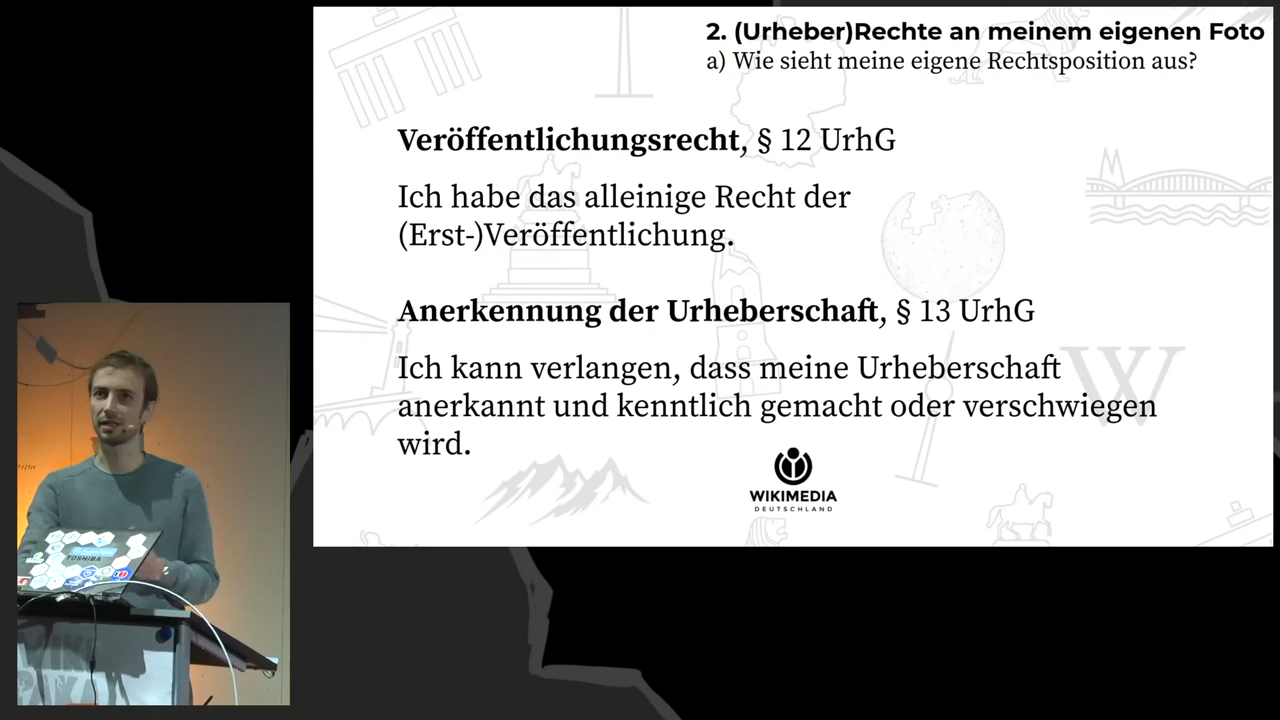 2. (Urheber)Rechte an meinem eigenen Foto
a) Wie sieht meine eigene Rechtsposition aus?
Veröffentlichungsrecht, § 12 UrhG
Ich habe das alleinige Recht der
(Erst-)Veröffentlichung.
Anerkennung der Urheberschaft, § 13 UrhG
Ich kann verlangen, dass meine Urheberschaft
anerkannt und kenntlich gemacht oder verschwiegen
wird.
W
WIKIMEDIA
DEUTSCHLAND
TOSHIBA